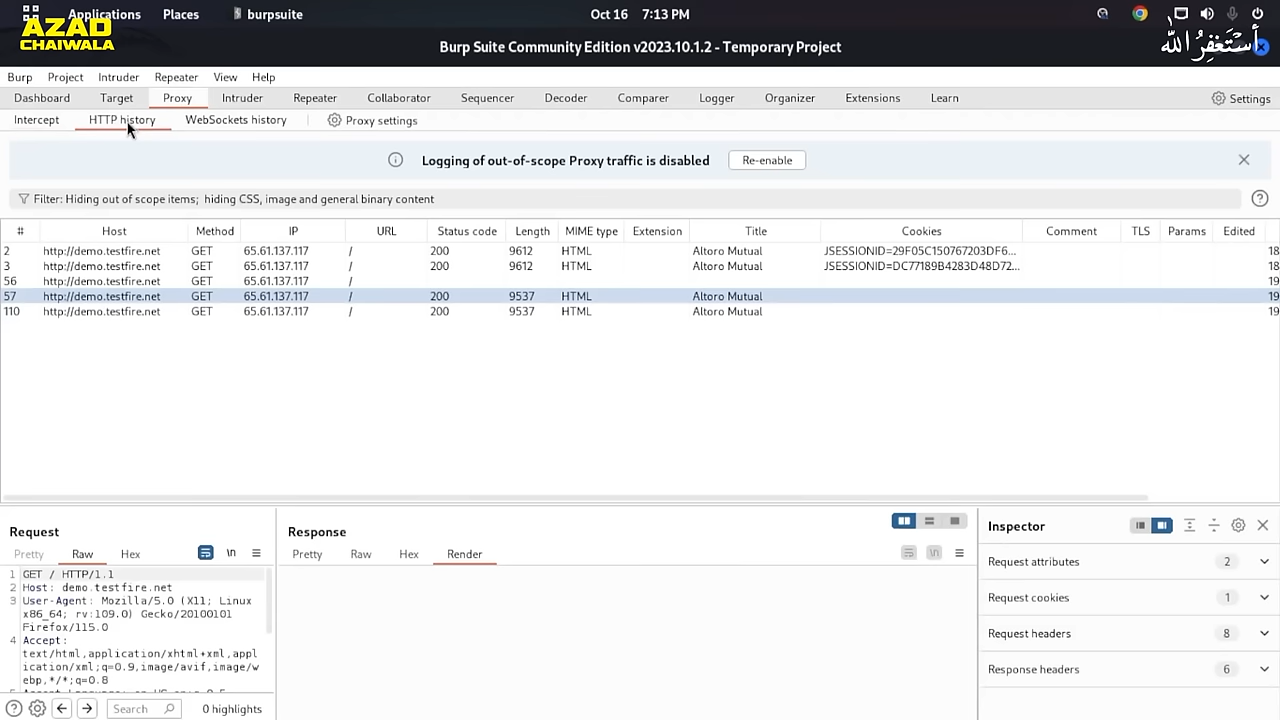 Applications Places burpsuite Oct 16 7:13 PM
AZAD
CHAIWALA
أستغفر الله
Burp Suite Community Edition v2023.10.1.2 - Temporary Project
Burp Project Intruder Repeater View Help
Dashboard Target Proxy Intruder Repeater Collaborator Sequencer Decoder Comparer Logger Organizer Extensions Learn Settings
Intercept HTTP history WebSockets history Proxy settings
Logging of out-of-scope Proxy traffic is disabled Re-enable
Filter: Hiding out of scope items; hiding CSS, image and general binary content
# Host Method IP URL Status code Length MIME type Extension Title Cookies Comment TLS Params Edited
2 http://demo.testfire.net GET 65.61.137.117 / 200 9612 HTML Altoro Mutual JSESSIONID=29F05C150767203DF6... 18
3 http://demo.testfire.net GET 65.61.137.117 / 200 9612 HTML Altoro Mutual JSESSIONID=DC77189B4283D48D72... 18
56 http://demo.testfire.net GET 65.61.137.117 / 19
57 http://demo.testfire.net GET 65.61.137.117 / 200 9537 HTML Altoro Mutual 19
110 http://demo.testfire.net GET 65.61.137.117 / 200 9537 HTML Altoro Mutual 19
Request
Pretty Raw Hex \n
1 GET / HTTP/1.1
2 Host: demo.testfire.net
3 User-Agent: Mozilla/5.0 (X11; Linux
x86_64; rv:109.0) Gecko/20100101
Firefox/115.0
4 Accept:
text/html,application/xhtml+xml,appl
ication/xml;q=0.9,image/avif,image/w
ebp,*/*;q=0.8
Search 0 highlights
Response
Pretty Raw Hex Render \n
Inspector
Request attributes 2
Request cookies 1
Request headers 8
Response headers 6